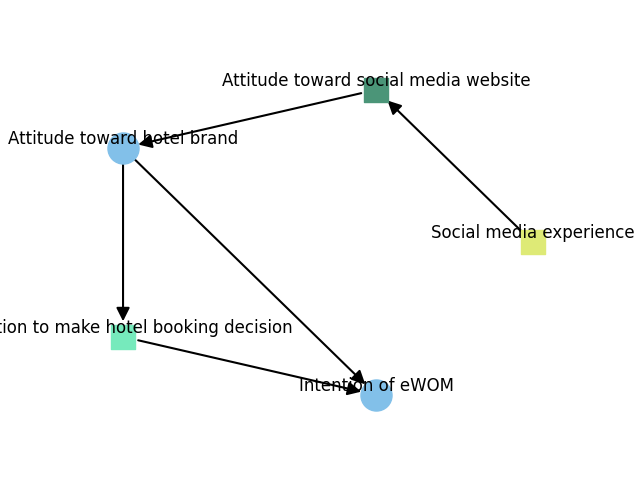 Attitude toward social media website
Attitude toward hotel brand
Social media experience
to make hotel booking decision
Intention of eWOM